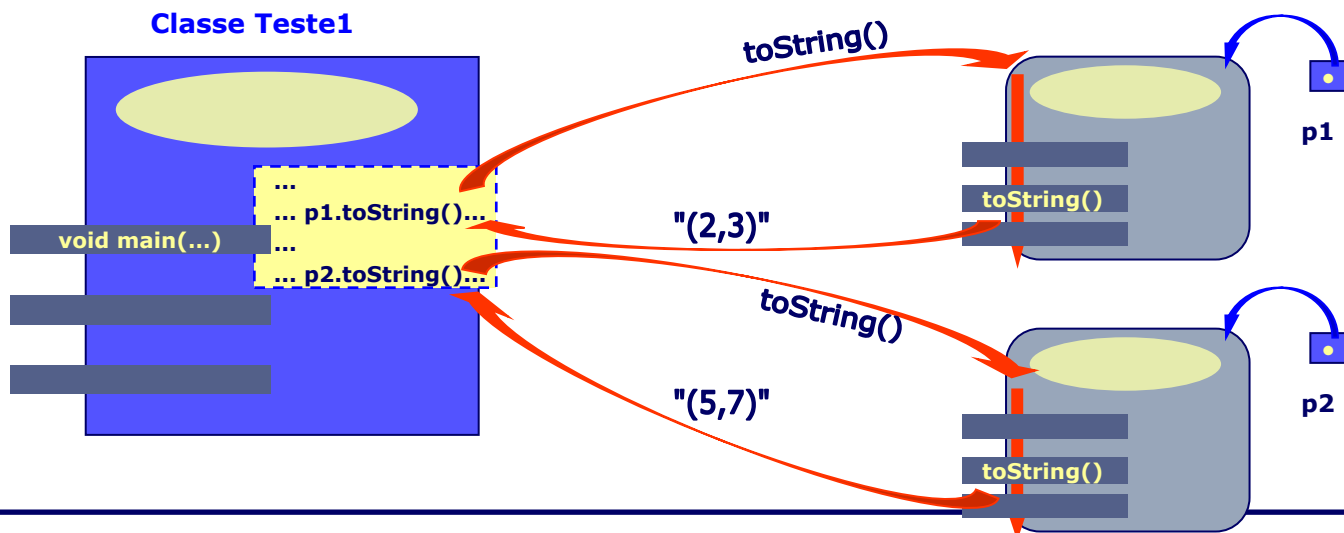 Classe Teste1
toString()
p1
...
... p1.toString()...
toString()
"(2,3)"
void main(...)
...
... p2.toString()...
toString()
p2
"(5,7)"
toString()